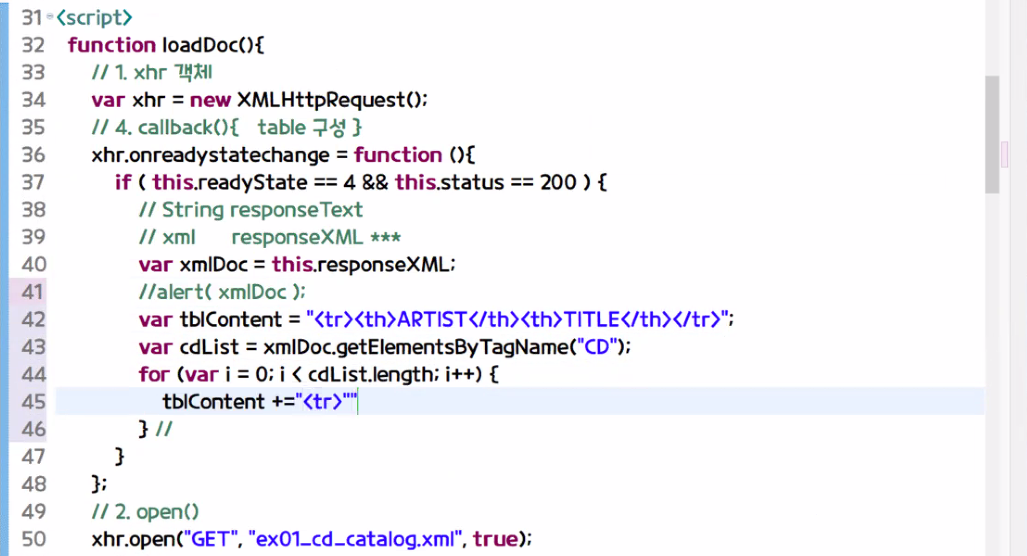 31 <script>
32 function loadDoc(){
33 // 1. xhr 객체
34 var xhr = new XMLHttpRequest();
35 // 4. callback(){ table 구성 }
36 xhr.onreadystatechange = function (){
37 if ( this.readyState == 4 && this.status == 200 ) {
38 // String responseText
39 // xml responseXML ***
40 var xmlDoc = this.responseXML;
41 //alert( xmlDoc );
42 var tblContent = "<tr><th>ARTIST</th><th>TITLE</th></tr>";
43 var cdList = xmlDoc.getElementsByTagName("CD");
44 for (var i = 0; i < cdList.length; i++) {
45 tblContent +="<tr>""
46 } //
47 }
48 };
49 // 2. open()
50 xhr.open("GET", "ex01_cd_catalog.xml", true);